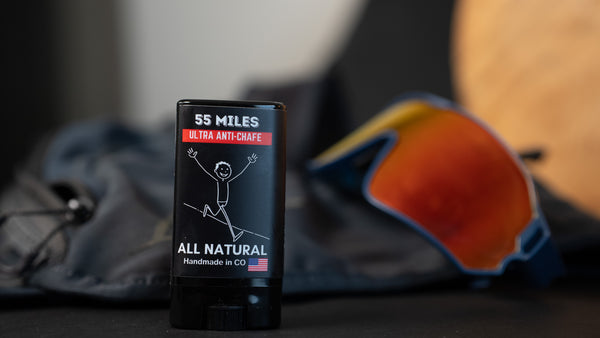 55 MILES
ULTRA ANTI-CHAFE
ALL NATURAL
Handmade in CO